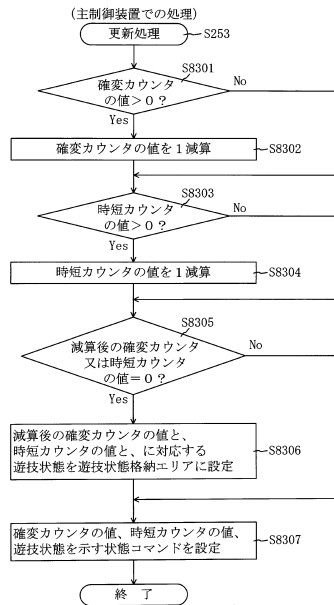 (主制御装置での処理)
更新処理
S253
S8301
確変カウンタ
の値>0?
No
Yes
確変カウンタの値を1減算
S8302
S8303
時短カウンタ
の値>0?
No
Yes
時短カウンタの値を1減算
S8304
S8305
減算後の確変カウンタ
又は時短カウンタ
の値=0?
No
Yes
減算後の確変カウンタの値と、
時短カウンタの値と、に対応する
遊技状態を遊技状態格納エリアに設定
S8306
確変カウンタの値、時短カウンタの値、
遊技状態を示す状態コマンドを設定
S8307
終 了